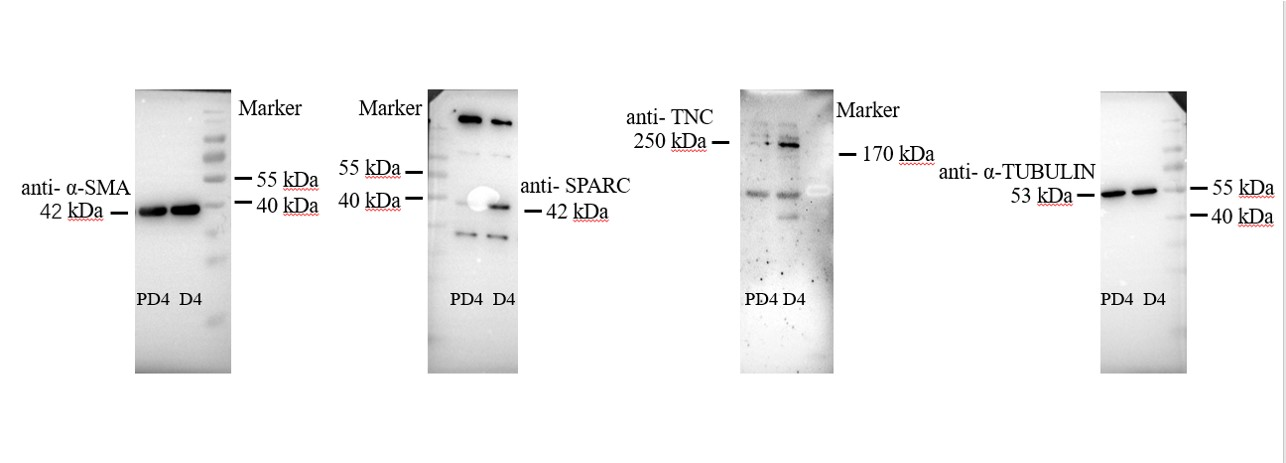 Marker
55 kDa
anti- α-SMA
42 kDa
40 kDa
PD4 D4
Marker
55 kDa
40 kDa
anti- SPARC
42 kDa
PD4 D4
anti- TNC
250 kDa
Marker
170 kDa
PD4 D4
anti- α-TUBULIN
53 kDa
55 kDa
40 kDa
PD4 D4